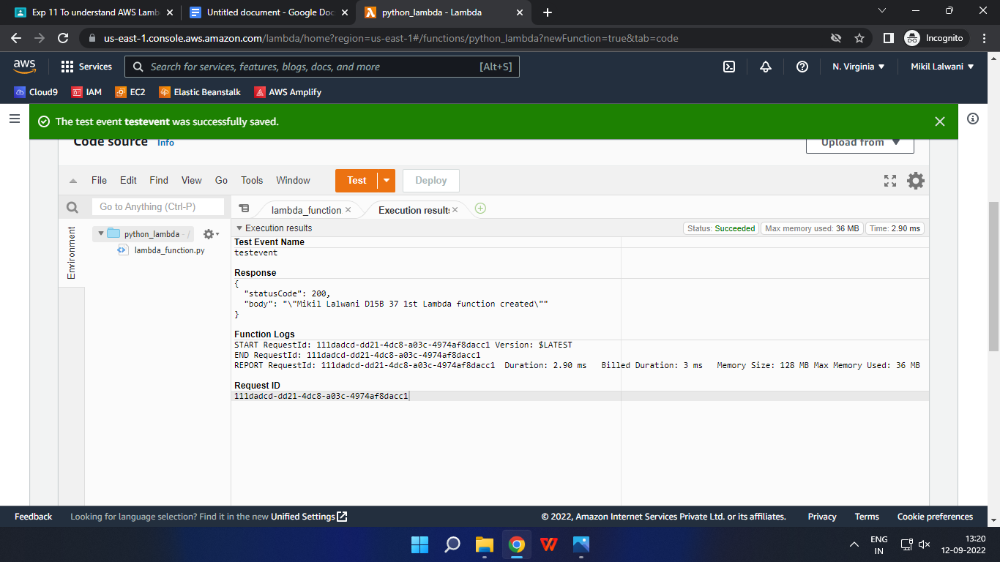 Exp 11 To understand AWS Lamb
Untitled document - Google Doc
python_lambda - Lambda
us-east-1.console.aws.amazon.com/lambda/home?region=us-east-1#/functions/python_lambda?newFunction=true&tab=code
Incognito
aws
Services
Search for services, features, blogs, docs, and more
[Alt+S]
N. Virginia
Mikil Lalwani
Cloud9
IAM
EC2
Elastic Beanstalk
AWS Amplify
The test event testevent was successfully saved.
Code source Info
Upload from
File Edit Find View Go Tools Window
Test
Deploy
Go to Anything (Ctrl-P)
lambda_function
Execution results
Environment
python_lambda - /
lambda_function.py
Execution results
Status: Succeeded
Max memory used: 36 MB
Time: 2.90 ms
Test Event Name
testevent
Response
{
"statusCode": 200,
"body": "\"Mikil Lalwani D15B 37 1st Lambda function created\""
}
Function Logs
START RequestId: 111dadcd-dd21-4dc8-a03c-4974af8dacc1 Version: $LATEST
END RequestId: 111dadcd-dd21-4dc8-a03c-4974af8dacc1
REPORT RequestId: 111dadcd-dd21-4dc8-a03c-4974af8dacc1 Duration: 2.90 ms Billed Duration: 3 ms Memory Size: 128 MB Max Memory Used: 36 MB
Request ID
111dadcd-dd21-4dc8-a03c-4974af8dacc1
Feedback
Looking for language selection? Find it in the new Unified Settings
© 2022, Amazon Internet Services Private Ltd. or its affiliates.
Privacy
Terms
Cookie preferences
ENG
IN
13:20
12-09-2022